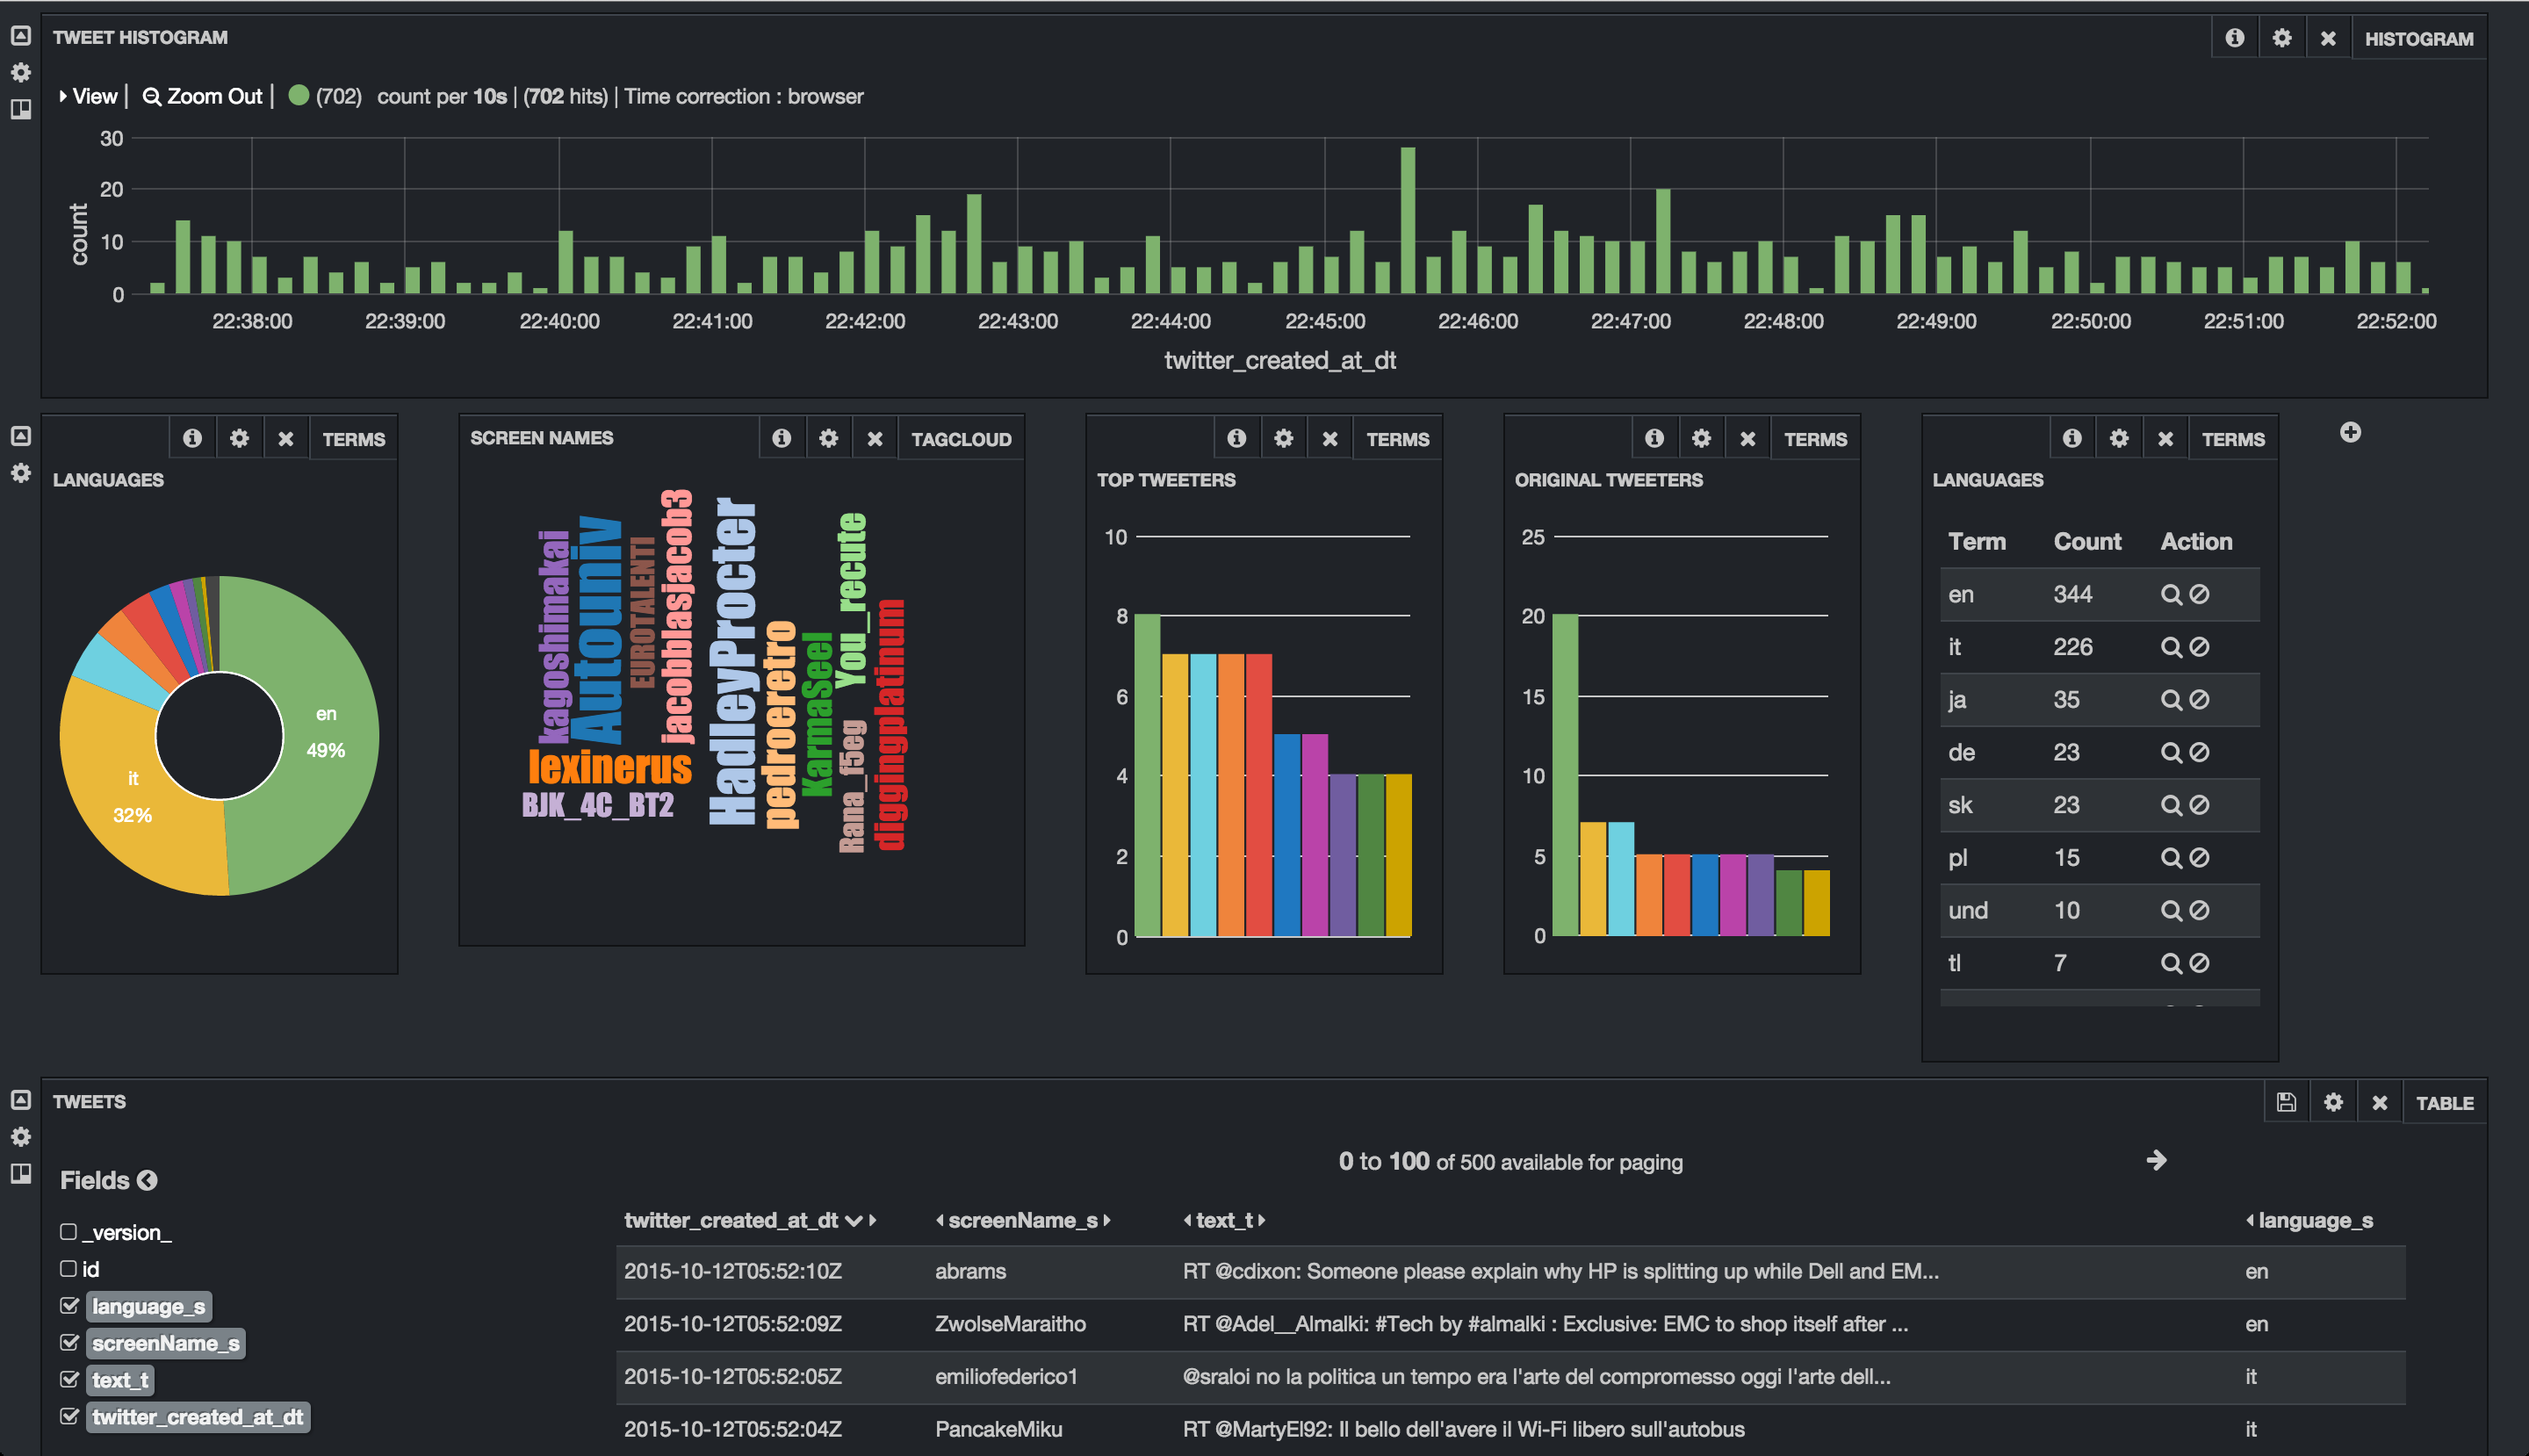 TWEET HISTOGRAM
HISTOGRAM
View | Zoom Out | (702) count per 10s | (702 hits) | Time correction : browser
30
20
10
0
count
22:38:00 22:39:00 22:40:00 22:41:00 22:42:00 22:43:00 22:44:00 22:45:00 22:46:00 22:47:00 22:48:00 22:49:00 22:50:00 22:51:00 22:52:00
twitter_created_at_dt
TERMS
LANGUAGES
en
49%
it
32%
SCREEN NAMES
TAGCLOUD
kagoshimakai
Autouniv
EUROTALENTI
jacobblasjacob3
HadleyProcter
pedroeretro
KarmaSeel
You_recute
Rana_f5eg
diggingplatinum
lexinerus
BJK_4C_BT2
TERMS
TOP TWEETERS
10
8
6
4
2
0
TERMS
ORIGINAL TWEETERS
25
20
15
10
5
0
TERMS
LANGUAGES
Term Count Action
en 344
it 226
ja 35
de 23
sk 23
pl 15
und 10
tl 7
TWEETS
TABLE
0 to 100 of 500 available for paging
Fields
_version_
id
language_s
screenName_s
text_t
twitter_created_at_dt
twitter_created_at_dt screenName_s text_t language_s
2015-10-12T05:52:10Z abrams RT @cdixon: Someone please explain why HP is splitting up while Dell and EM... en
2015-10-12T05:52:09Z ZwolseMaraitho RT @Adel__Almalki: #Tech by #almalki : Exclusive: EMC to shop itself after ... en
2015-10-12T05:52:05Z emiliofederico1 @sraloi no la politica un tempo era l'arte del compromesso oggi l'arte dell... it
2015-10-12T05:52:04Z PancakeMiku RT @MartyEl92: Il bello dell'avere il Wi-Fi libero sull'autobus it